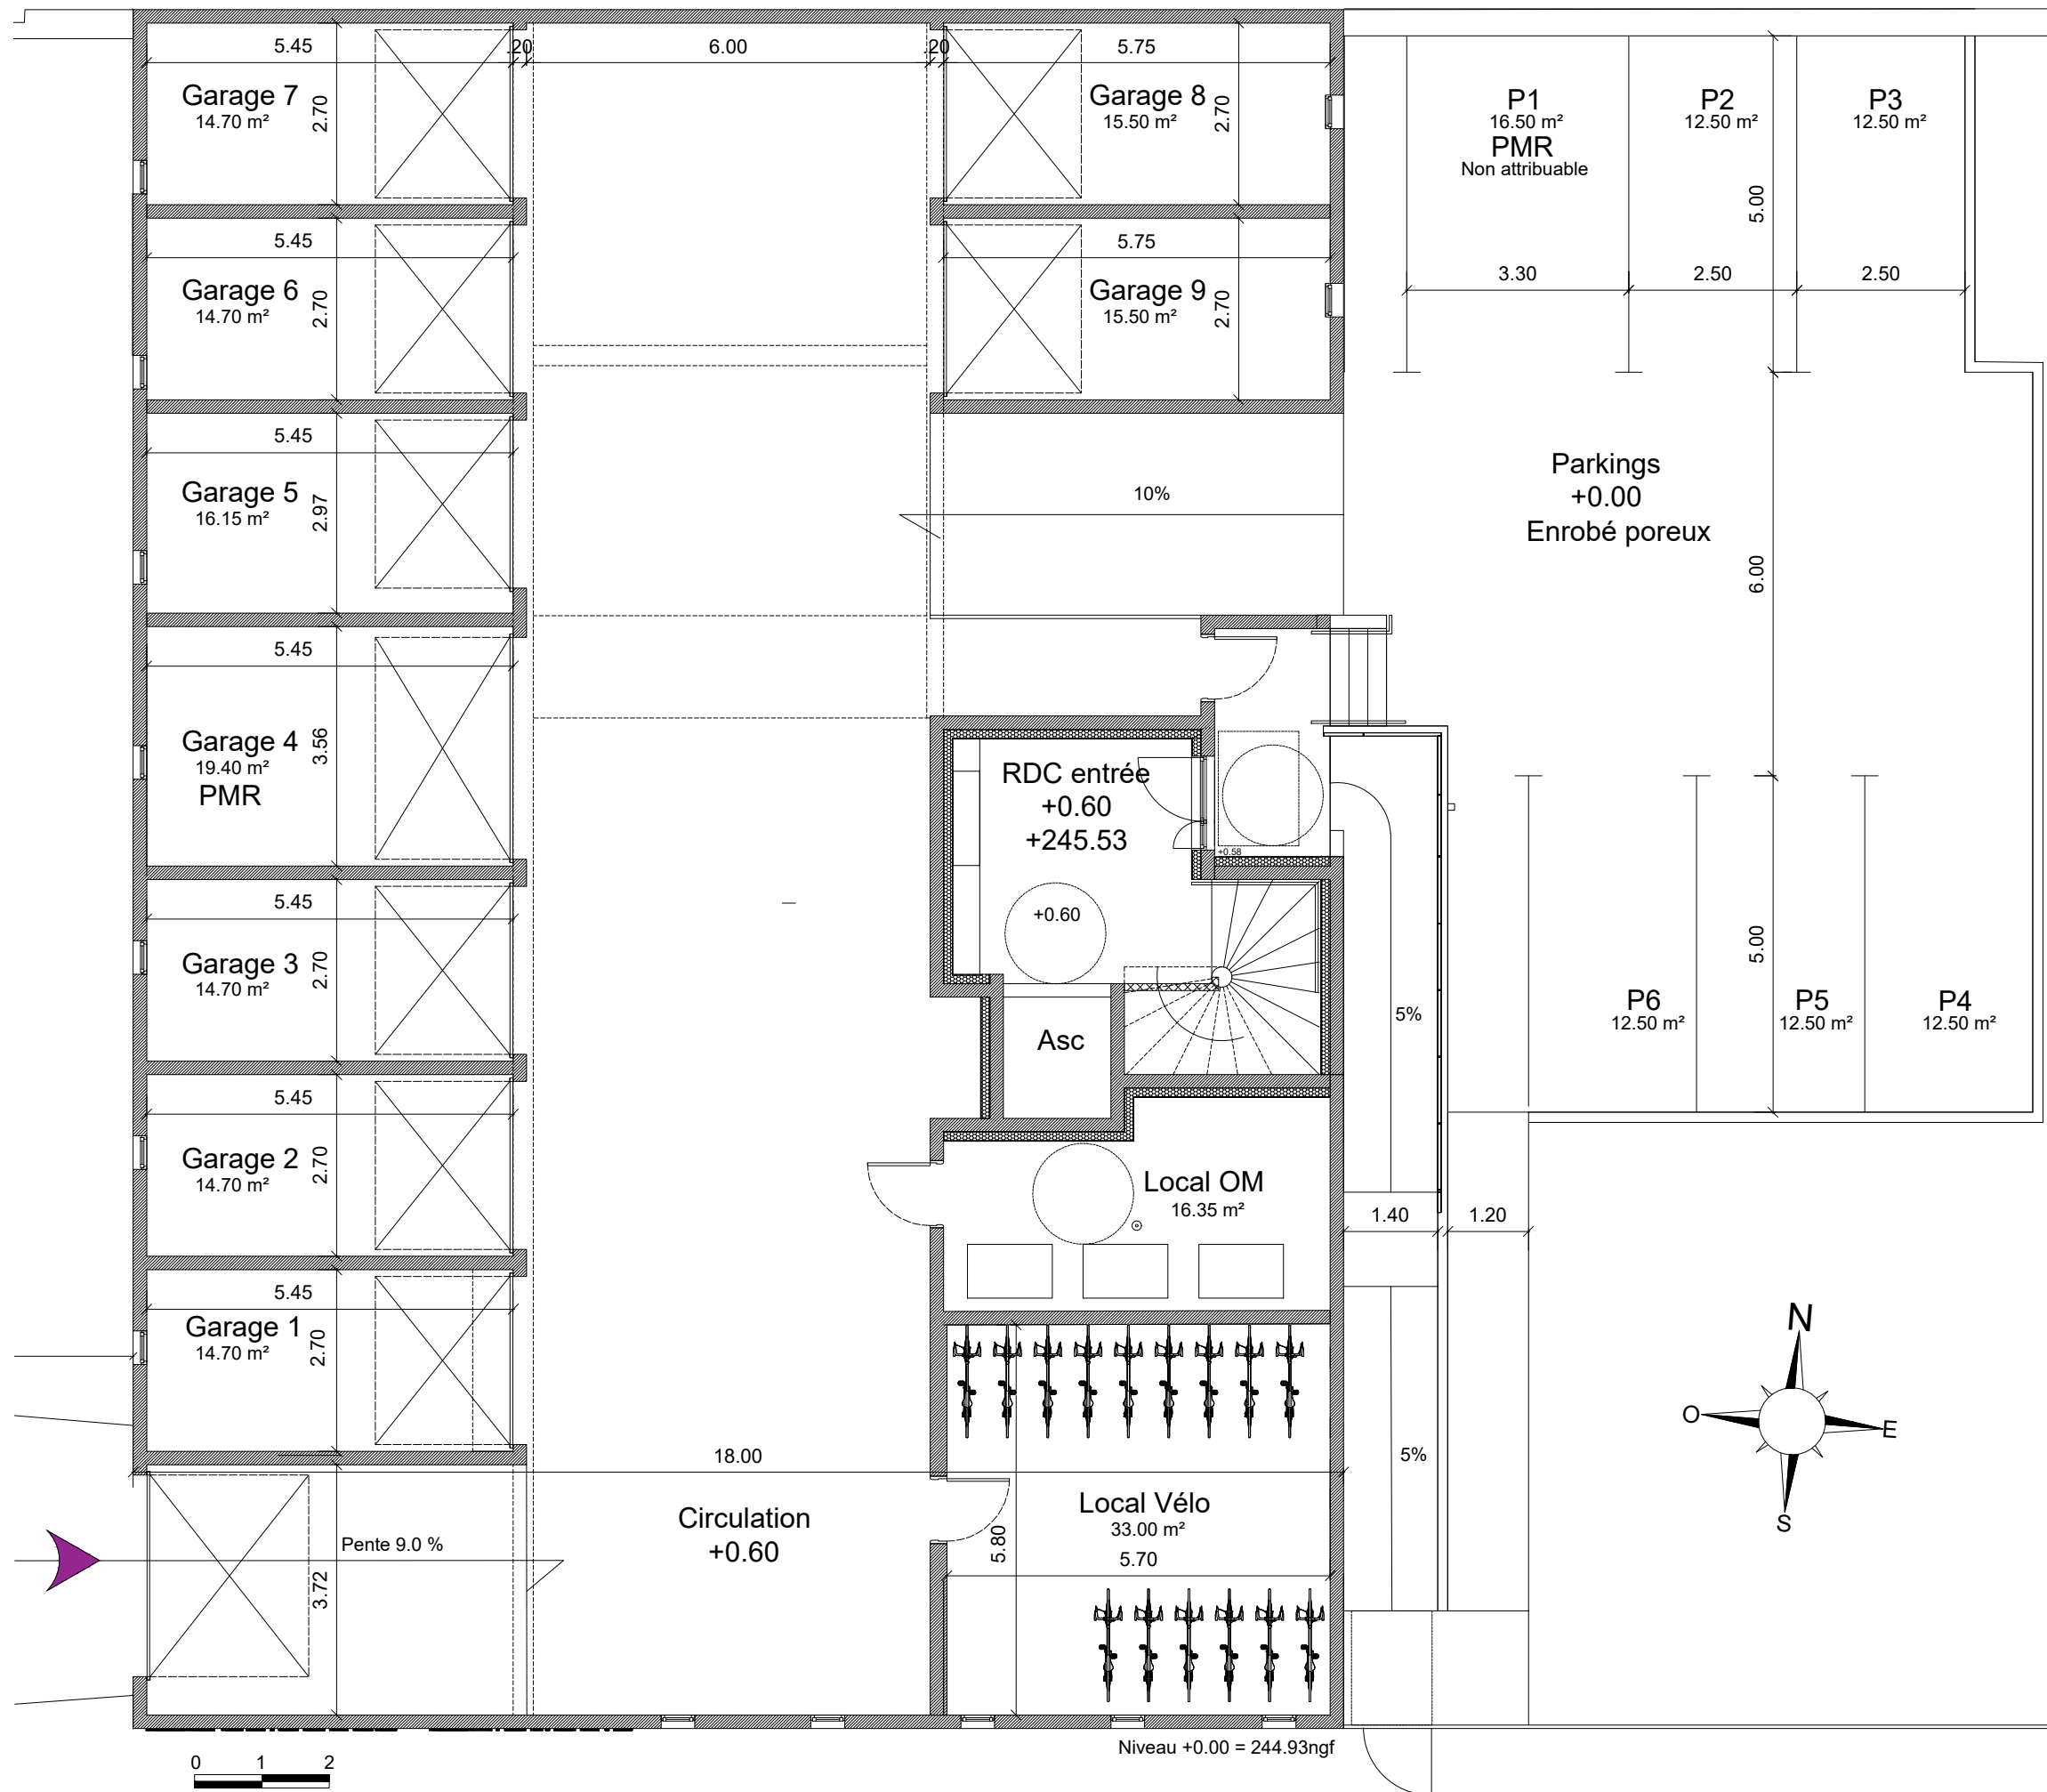 5.45
.20
6.00
.20
5.75
Garage 7
14.70 m²
2.70
Garage 8
15.50 m²
2.70
P1
16.50 m²
PMR
Non attribuable
P2
12.50 m²
P3
12.50 m²
5.00
5.45
Garage 6
14.70 m²
2.70
5.75
Garage 9
15.50 m²
2.70
3.30
2.50
2.50
5.45
Garage 5
16.15 m²
2.97
10%
Parkings
+0.00
Enrobé poreux
6.00
5.45
Garage 4
19.40 m²
PMR
3.56
RDC entrée
+0.60
+245.53
+0.58
+0.60
5.45
Garage 3
14.70 m²
2.70
Asc
5%
5.00
P6
12.50 m²
P5
12.50 m²
P4
12.50 m²
5.45
Garage 2
14.70 m²
2.70
Local OM
16.35 m²
1.40
1.20
5.45
Garage 1
14.70 m²
2.70
N
O
E
S
18.00
5%
Circulation
+0.60
Local Vélo
33.00 m²
5.80
5.70
Pente 9.0 %
3.72
Niveau +0.00 = 244.93ngf
0 1 2